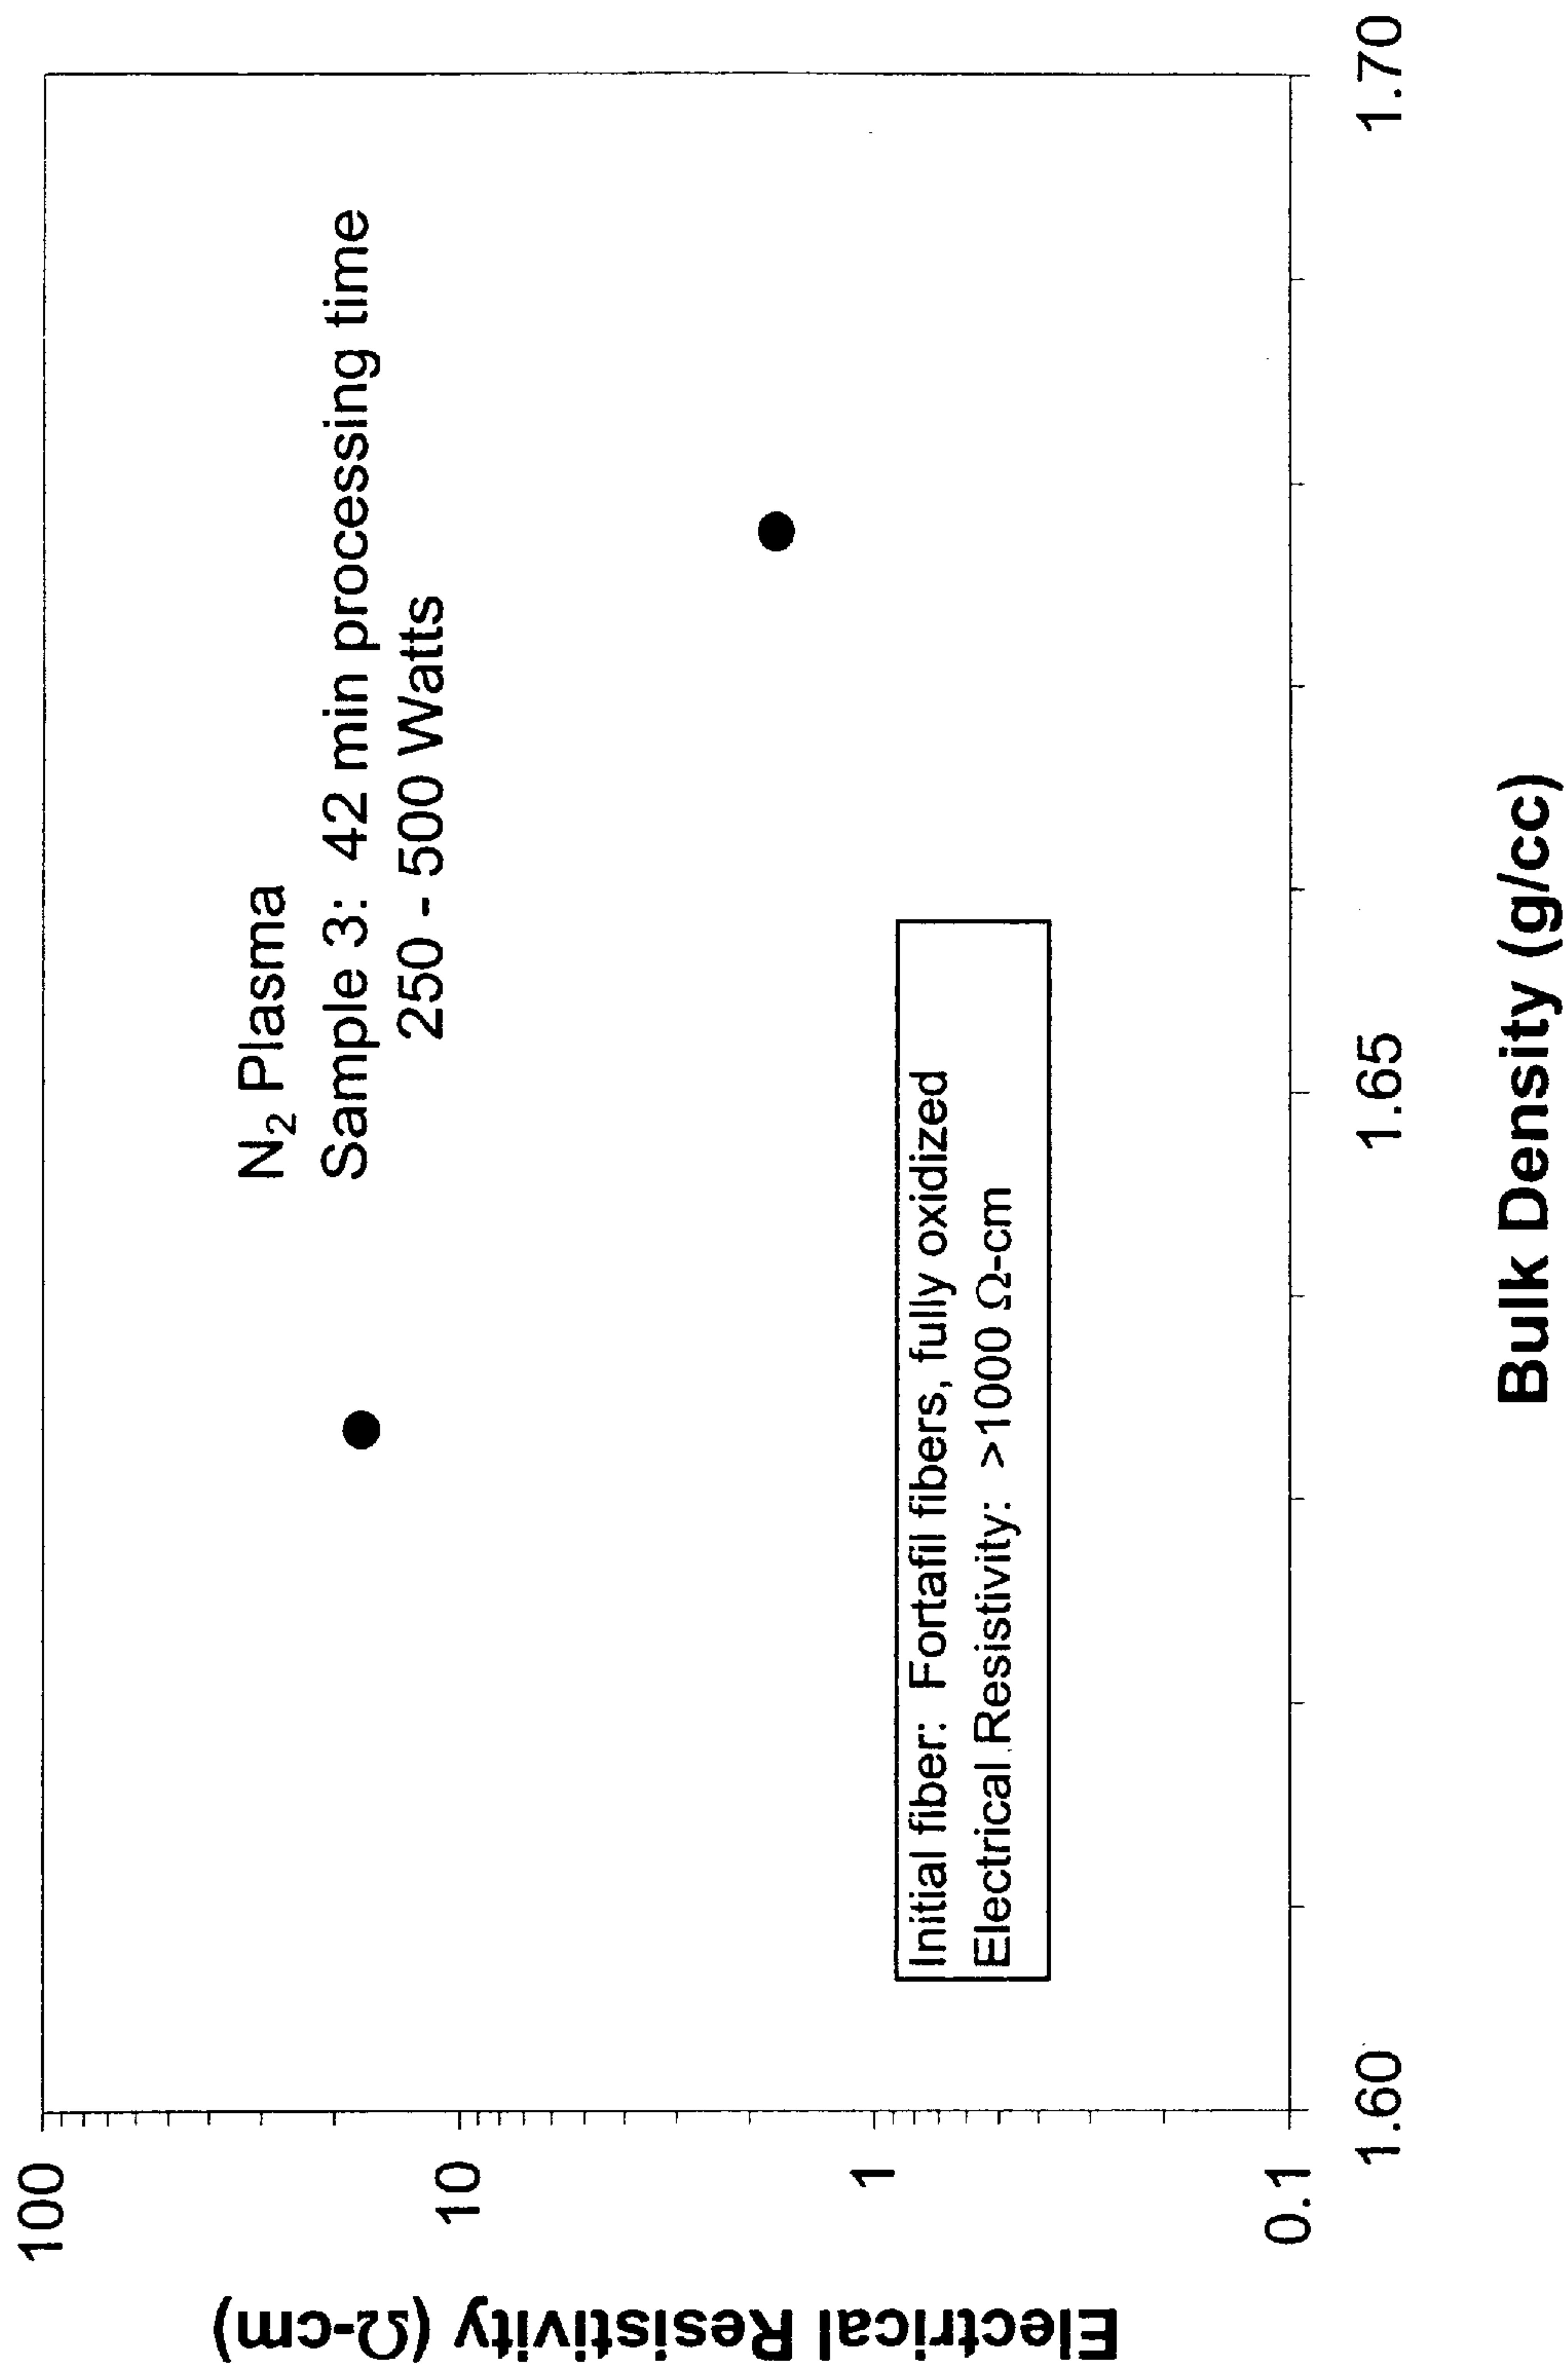 Electrical Resistivity (Ω-cm)
100
10
1
0.1
N₂ Plasma
Sample 3: 42 min processing time
250 - 500 Watts
Initial fiber: Fortafil fibers, fully oxidized
Electrical Resistivity: >1000 Ω-cm
1.60
1.65
1.70
Bulk Density (g/cc)